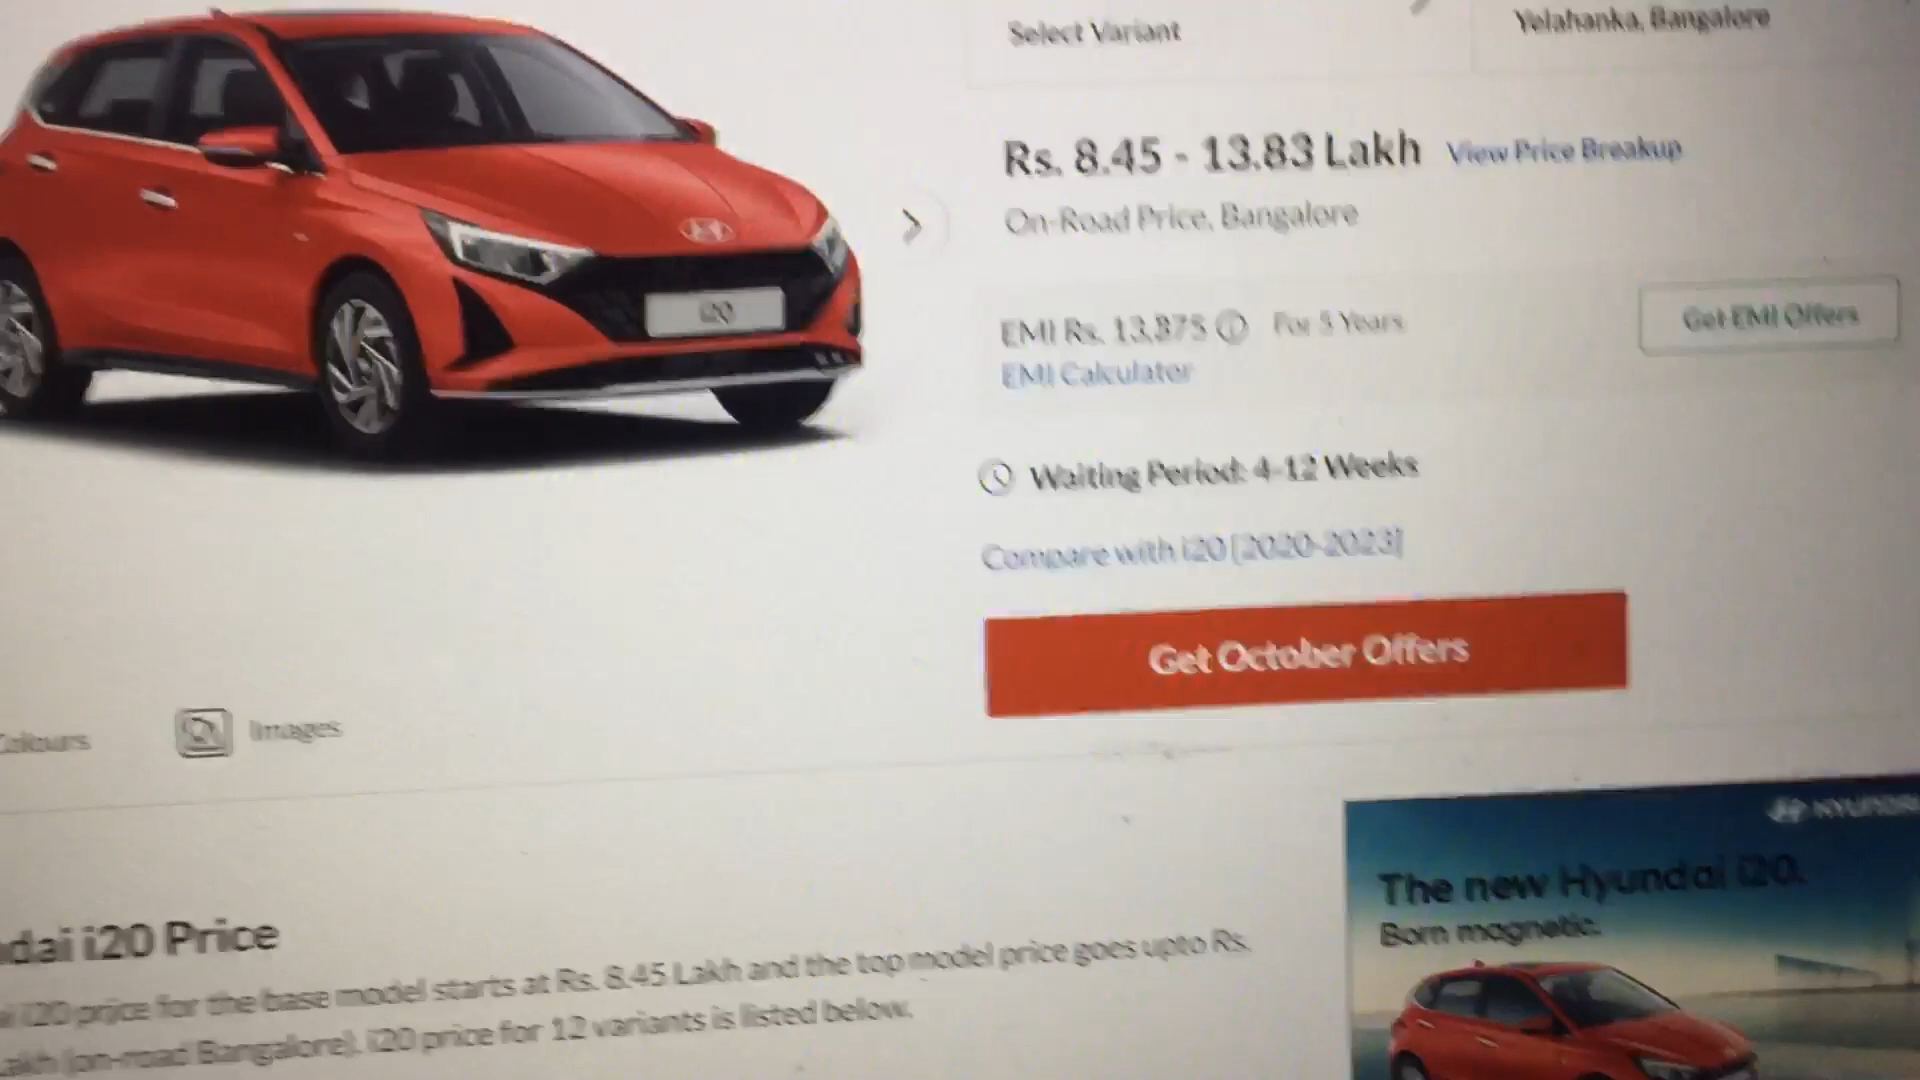 Select Variant
Yelahanka, Bangalore
Rs. 8.45 - 13.83 Lakh
View Price Breakup
On-Road Price, Bangalore
i20
EMI Rs. 13,875
For 5 Years
Get EMI Offers
EMI Calculator
Waiting Period: 4-12 Weeks
Compare with i20 [2020-2023]
Get October Offers
Colours
Images
HYUNDAI
The new Hyundai i20.
Born magnetic.
dai i20 Price
i i20 price for the base model starts at Rs. 8.45 Lakh and the top model price goes upto Rs.
Lakh (on-road Bangalore). i20 price for 12 variants is listed below.